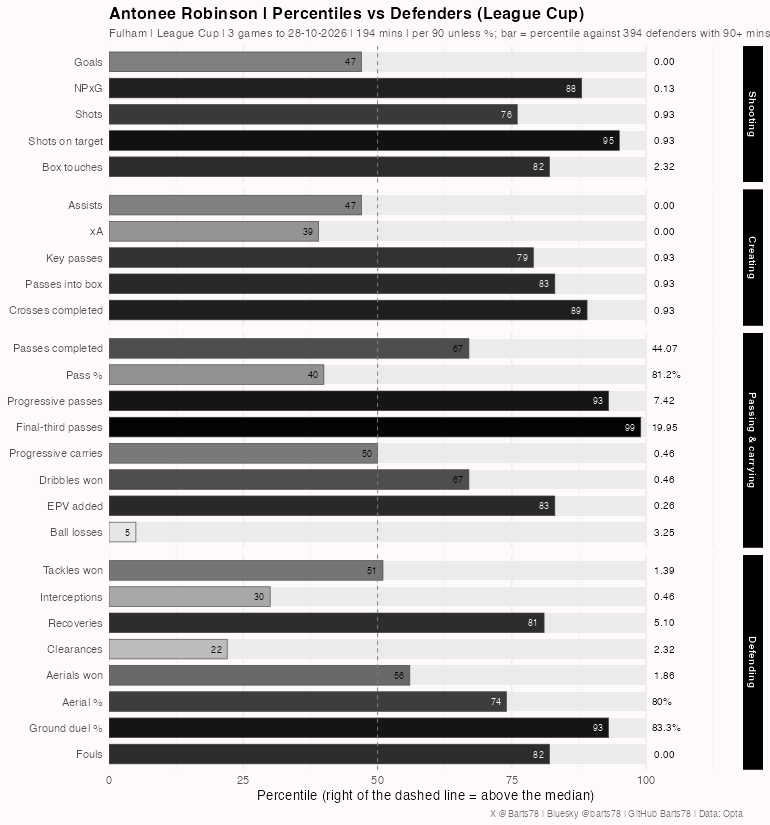 Antonee Robinson | Percentiles vs Defenders (League Cup)
Fulham | League Cup | 3 games to 28-10-2026 | 194 mins | per 90 unless %; bar = percentile against 394 defenders with 90+ mins
Goals 47 0.00
NPxG 88 0.13
Shots 76 0.93
Shots on target 95 0.93
Box touches 82 2.32
Shooting
Assists 47 0.00
xA 39 0.00
Key passes 79 0.93
Passes into box 83 0.93
Crosses completed 89 0.93
Creating
Passes completed 67 44.07
Pass % 40 81.2%
Progressive passes 93 7.42
Final-third passes 99 19.95
Progressive carries 50 0.46
Dribbles won 67 0.46
EPV added 83 0.26
Ball losses 5 3.25
Passing & carrying
Tackles won 51 1.39
Interceptions 30 0.46
Recoveries 81 5.10
Clearances 22 2.32
Aerials won 56 1.86
Aerial % 74 80%
Ground duel % 93 83.3%
Fouls 82 0.00
Defending
0 25 50 75 100
Percentile (right of the dashed line = above the median)
X @Barts78 | Bluesky @barts78 | GitHub Barts78 | Data: Opta